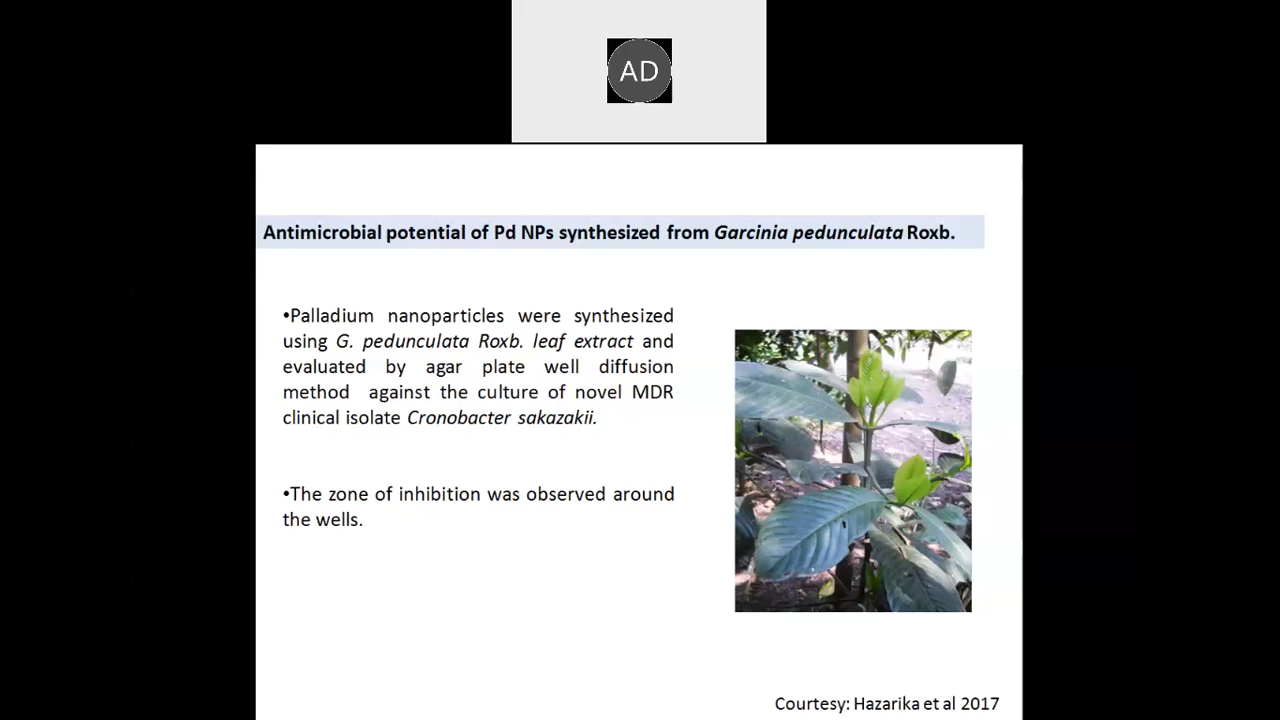 AD
Antimicrobial potential of Pd NPs synthesized from Garcinia pedunculata Roxb.
•Palladium nanoparticles were synthesized
using G. pedunculata Roxb. leaf extract and
evaluated by agar plate well diffusion
method against the culture of novel MDR
clinical isolate Cronobacter sakazakii.
•The zone of inhibition was observed around
the wells.
Courtesy: Hazarika et al 2017